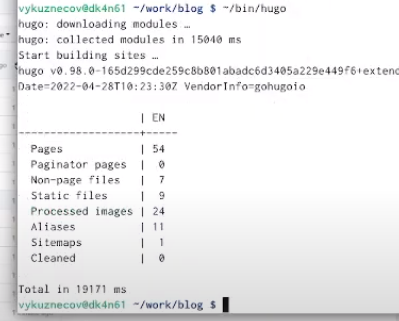 vykuznecov@dk4n61 ~/work/blog $ ~/bin/hugo
hugo: downloading modules …
hugo: collected modules in 15040 ms
Start building sites …
hugo v0.98.0-165d299cde259c8b801abadc6d3405a229e449f6+extend
Date=2022-04-28T10:23:30Z VendorInfo=gohugoio
| EN
-------------------+-----
Pages | 54
Paginator pages | 0
Non-page files | 7
Static files | 9
Processed images | 24
Aliases | 11
Sitemaps | 1
Cleaned | 0
Total in 19171 ms
vykuznecov@dk4n61 ~/work/blog $